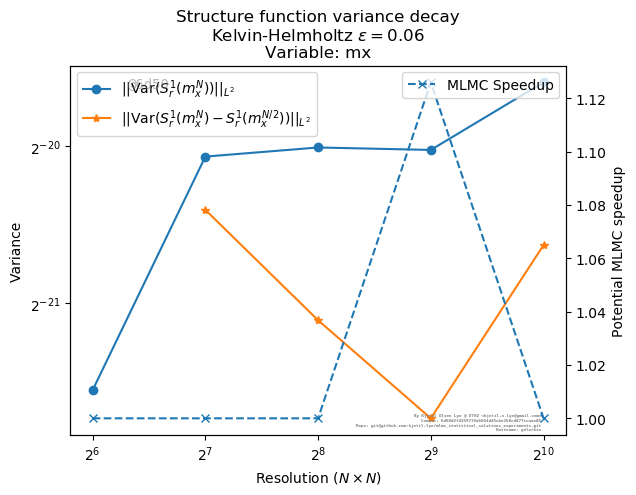 Structure function variance decay
Kelvin-Helmholtz ε = 0.06
Variable: mx
||Var(S_r^1(m_x^N))||_{L^2}
||Var(S_r^1(m_x^N) − S_r^1(m_x^{N/2}))||_{L^2}
MLMC Speedup
2^{-20}
2^{-21}
Variance
1.12
1.10
1.08
1.06
1.04
1.02
1.00
Potential MLMC speedup
2^6
2^7
2^8
2^9
2^{10}
Resolution (N × N)